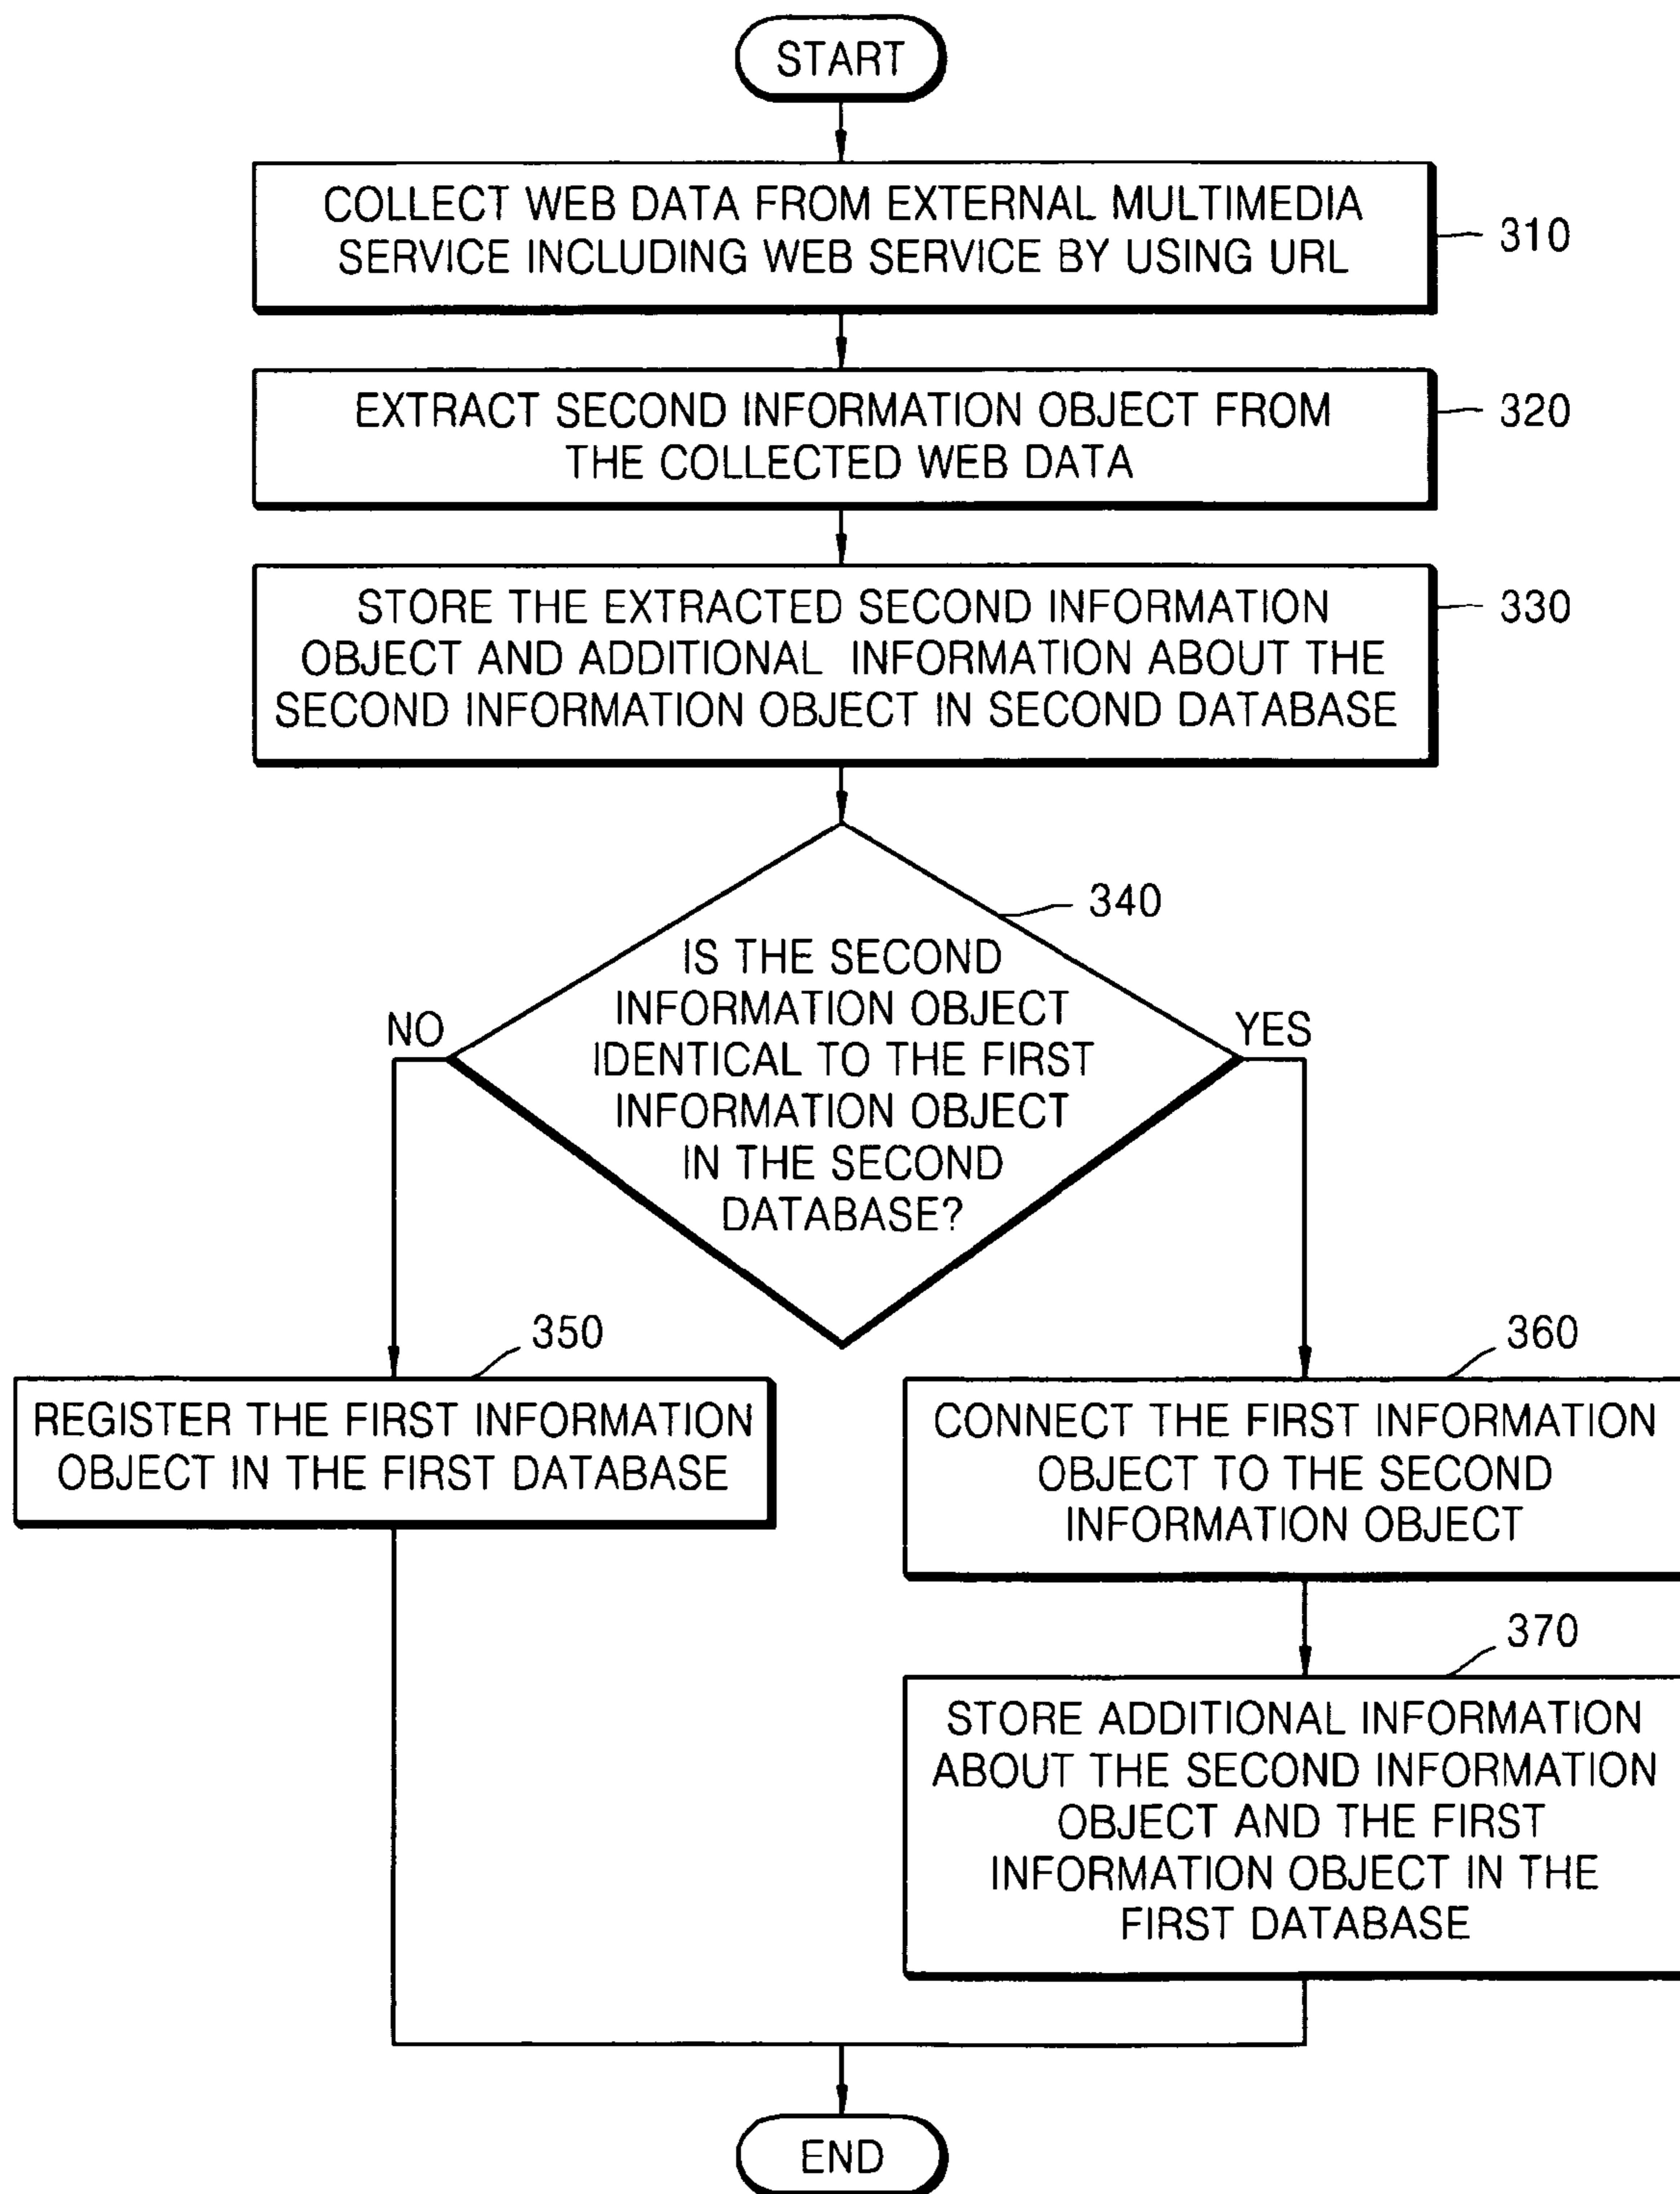 START
COLLECT WEB DATA FROM EXTERNAL MULTIMEDIA
SERVICE INCLUDING WEB SERVICE BY USING URL
310
EXTRACT SECOND INFORMATION OBJECT FROM
THE COLLECTED WEB DATA
320
STORE THE EXTRACTED SECOND INFORMATION
OBJECT AND ADDITIONAL INFORMATION ABOUT THE
SECOND INFORMATION OBJECT IN SECOND DATABASE
330
340
IS THE SECOND
INFORMATION OBJECT
IDENTICAL TO THE FIRST
INFORMATION OBJECT
IN THE SECOND
DATABASE?
NO
YES
350
REGISTER THE FIRST INFORMATION
OBJECT IN THE FIRST DATABASE
360
CONNECT THE FIRST INFORMATION
OBJECT TO THE SECOND
INFORMATION OBJECT
370
STORE ADDITIONAL INFORMATION
ABOUT THE SECOND INFORMATION
OBJECT AND THE FIRST
INFORMATION OBJECT IN THE
FIRST DATABASE
END